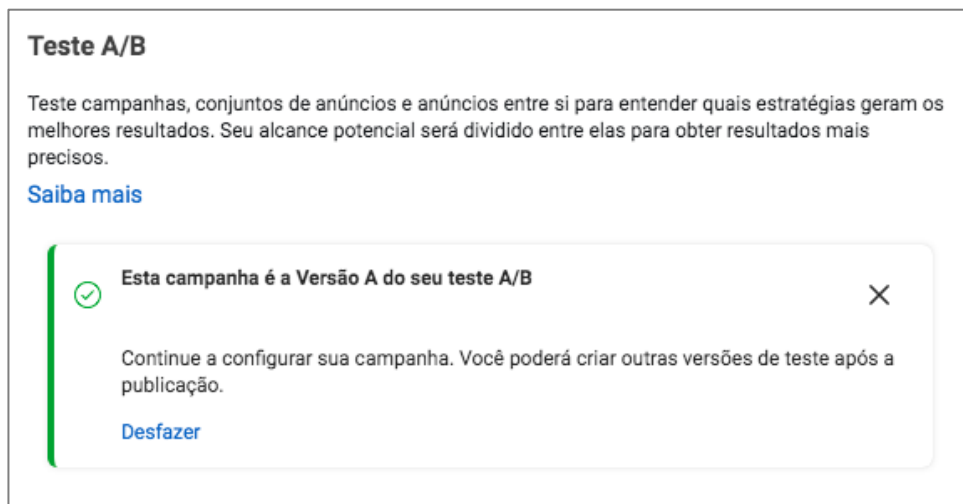 Teste A/B
Teste campanhas, conjuntos de anúncios e anúncios entre si para entender quais estratégias geram os
melhores resultados. Seu alcance potencial será dividido entre elas para obter resultados mais
precisos.
Saiba mais
Esta campanha é a Versão A do seu teste A/B
Continue a configurar sua campanha. Você poderá criar outras versões de teste após a
publicação.
Desfazer